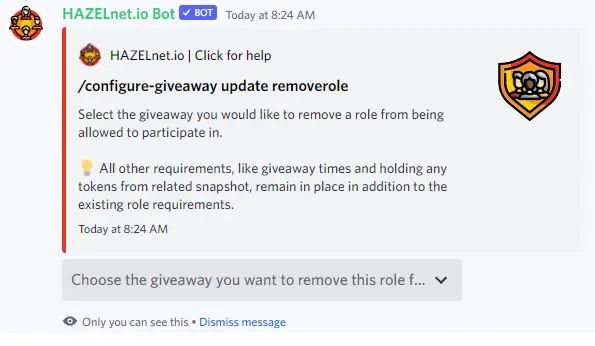 HAZELnet.io Bot ✔ BOT Today at 8:24 AM
HAZELnet.io | Click for help
/configure-giveaway update removerole
Select the giveaway you would like to remove a role from being
allowed to participate in.
💡 All other requirements, like giveaway times and holding any
tokens from related snapshot, remain in place in addition to the
existing role requirements.
Today at 8:24 AM
Choose the giveaway you want to remove this role f...
Only you can see this • Dismiss message